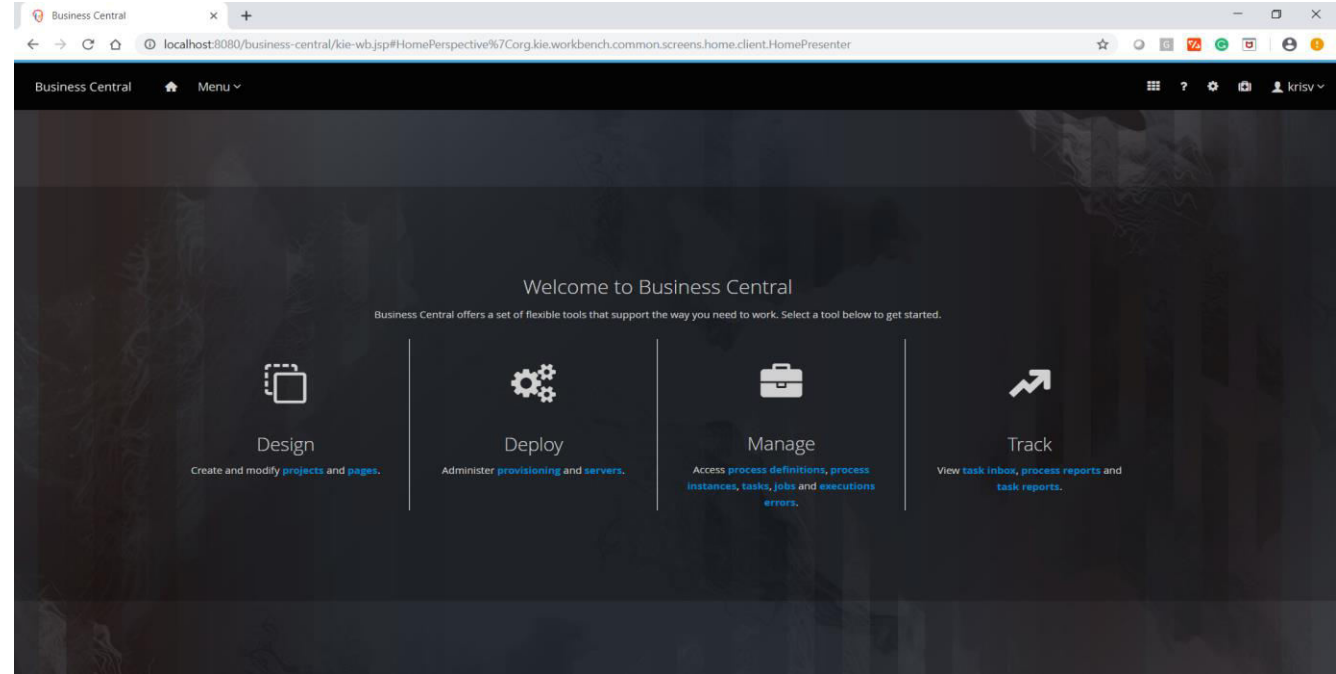 Business Central
localhost:8080/business-central/kie-wb.jsp#HomePerspective%7Corg.kie.workbench.common.screens.home.client.HomePresenter
Business Central Menu ? krisv
Welcome to Business Central
Business Central offers a set of flexible tools that support the way you need to work. Select a tool below to get started.
Design
Create and modify projects and pages.
Deploy
Administer provisioning and servers.
Manage
Access process definitions, process
instances, tasks, jobs and executions
errors.
Track
View task inbox, process reports and
task reports.